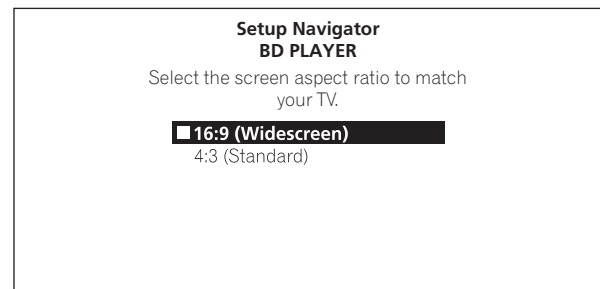 Setup Navigator
BD PLAYER
Select the screen aspect ratio to match
your TV.
16:9 (Widescreen)
4:3 (Standard)